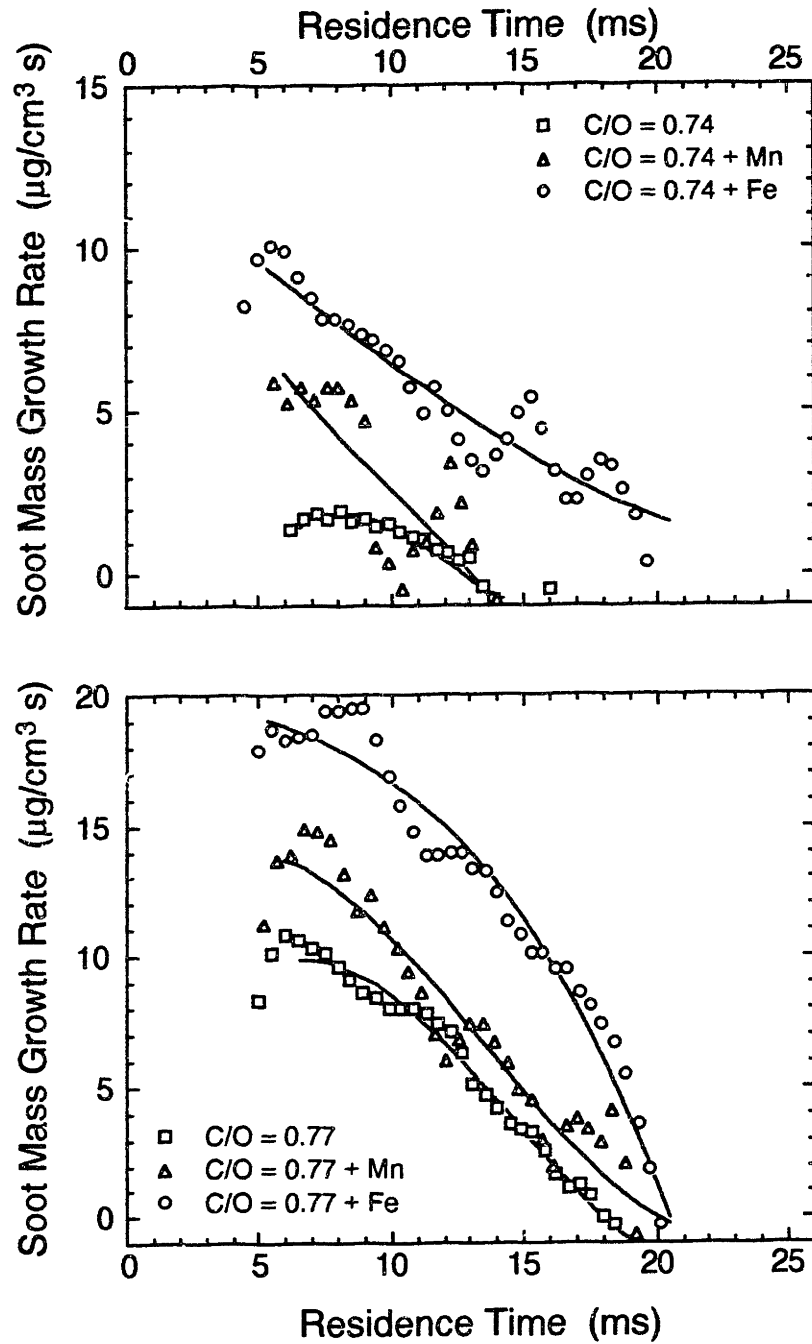 Residence Time (ms)
0 5 10 15 20 25
Soot Mass Growth Rate (µg/cm³ s)
15
10
5
0
C/O = 0.74
C/O = 0.74 + Mn
C/O = 0.74 + Fe
Soot Mass Growth Rate (µg/cm³ s)
20
15
10
5
0
C/O = 0.77
C/O = 0.77 + Mn
C/O = 0.77 + Fe
0 5 10 15 20 25
Residence Time (ms)